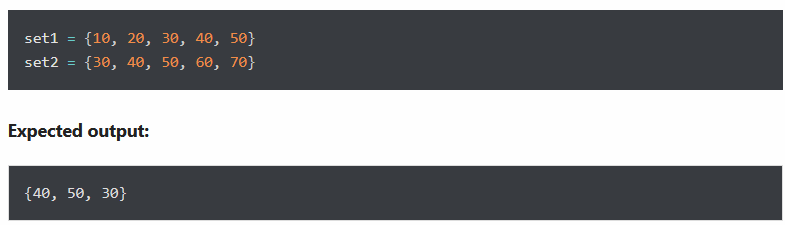 set1 = {10, 20, 30, 40, 50}
set2 = {30, 40, 50, 60, 70}
Expected output:
{40, 50, 30}